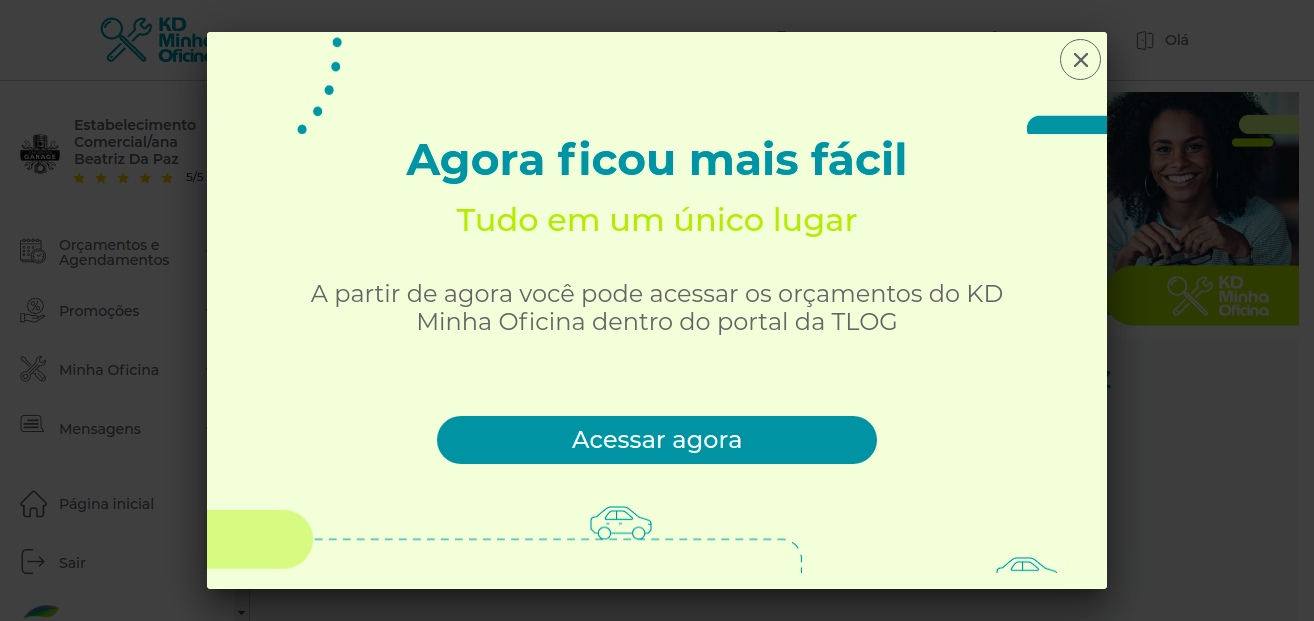 KD
Minha
Oficina
Olá
Estabelecimento
Comercial/ana
Beatriz Da Paz
5/5
GARAGE
Orçamentos e
Agendamentos
Promoções
Minha Oficina
Mensagens
Página inicial
Sair
Agora ficou mais fácil
Tudo em um único lugar
A partir de agora você pode acessar os orçamentos do KD
Minha Oficina dentro do portal da TLOG
Acessar agora
KD
Minha
Oficina